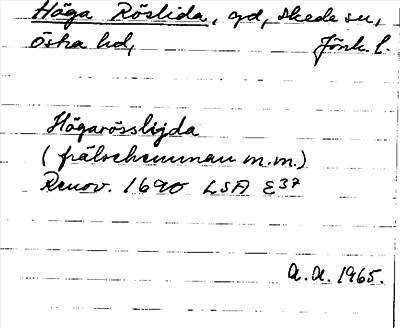 Höga Röslida, gd, Skede sn,
Östra hd, Jönk. l.
Högarösslijda
(frälsehemman m.m.)
Renov. 1690 LSA E37
A.A. 1965.